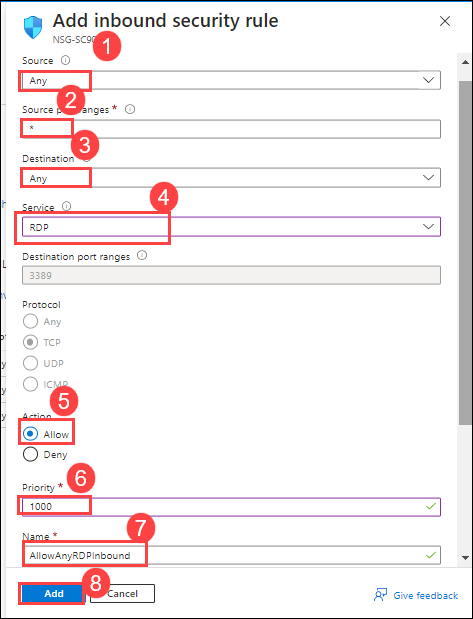 Add inbound security rule
NSG-SC90
1
Source
Any
2
Source p ranges *
*
3
Destination
Any
4
Service
RDP
Destination port ranges
3389
Protocol
Any
TCP
UDP
ICMP
5
Action
Allow
Deny
6
Priority *
1000
7
Name *
AllowAnyRDPInbound
8
Add Cancel Give feedback